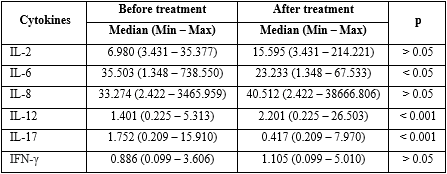 Cytokines Before treatment After treatment p
Median (Min – Max) Median (Min – Max)
IL-2 6.980 (3.431 – 35.377) 15.595 (3.431 – 214.221) > 0.05
IL-6 35.503 (1.348 – 738.550) 23.233 (1.348 – 67.533) < 0.05
IL-8 33.274 (2.422 – 3465.959) 40.512 (2.422 – 38666.806) > 0.05
IL-12 1.401 (0.225 – 5.313) 2.201 (0.225 – 26.503) < 0.001
IL-17 1.752 (0.209 – 15.910) 0.417 (0.209 – 7.970) < 0.001
IFN-γ 0.886 (0.099 – 3.606) 1.105 (0.099 – 5.010) > 0.05